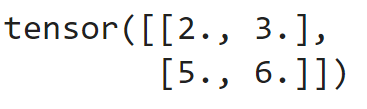 tensor([[2., 3.],
        [5., 6.]])